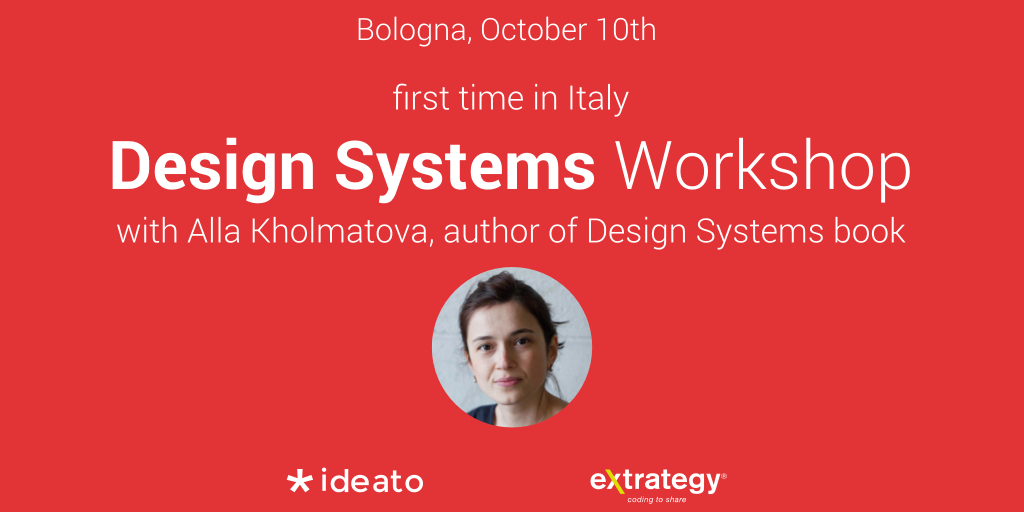 Bologna, October 10th
first time in Italy
Design Systems Workshop
with Alla Kholmatova, author of Design Systems book
ideato
extrategy®
coding to share